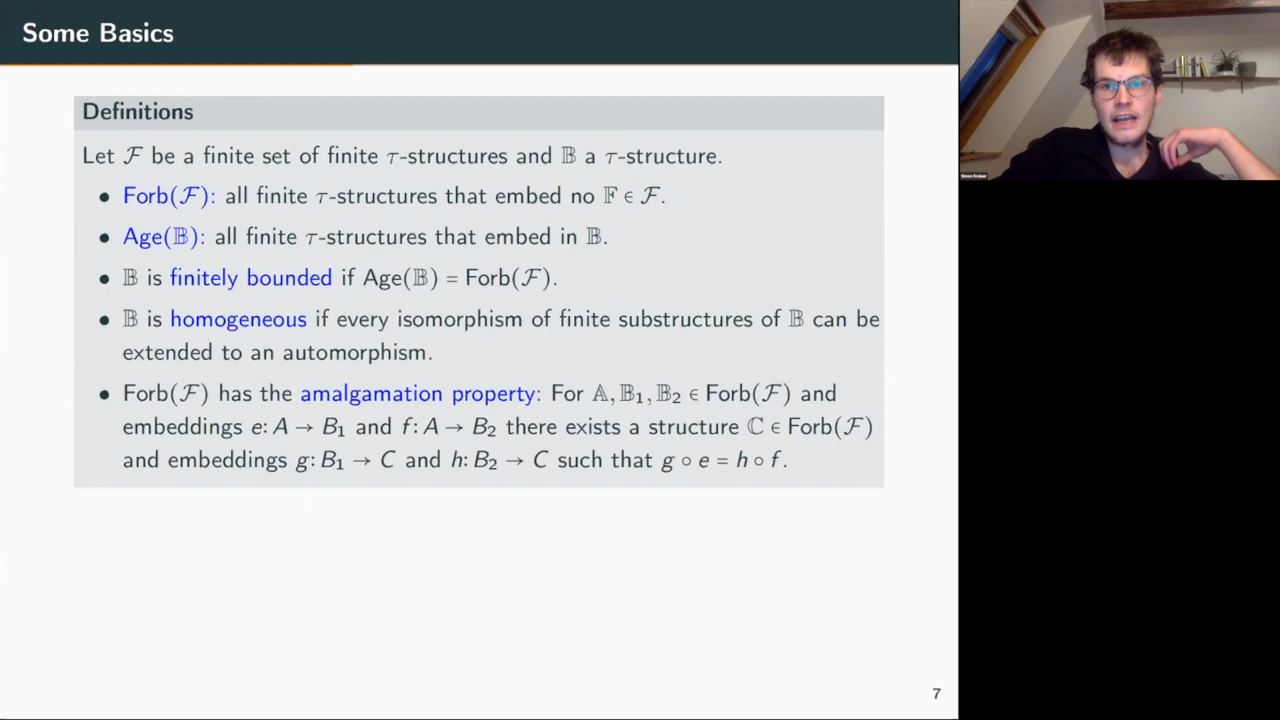 Some Basics
Definitions
Let ℱ be a finite set of finite τ-structures and 𝔹 a τ-structure.
• Forb(ℱ): all finite τ-structures that embed no 𝔽 ∈ ℱ.
• Age(𝔹): all finite τ-structures that embed in 𝔹.
• 𝔹 is finitely bounded if Age(𝔹) = Forb(ℱ).
• 𝔹 is homogeneous if every isomorphism of finite substructures of 𝔹 can be
extended to an automorphism.
• Forb(ℱ) has the amalgamation property: For 𝔸, 𝔹₁, 𝔹₂ ∈ Forb(ℱ) and
embeddings e: A → B₁ and f: A → B₂ there exists a structure ℂ ∈ Forb(ℱ)
and embeddings g: B₁ → C and h: B₂ → C such that g ∘ e = h ∘ f.
7